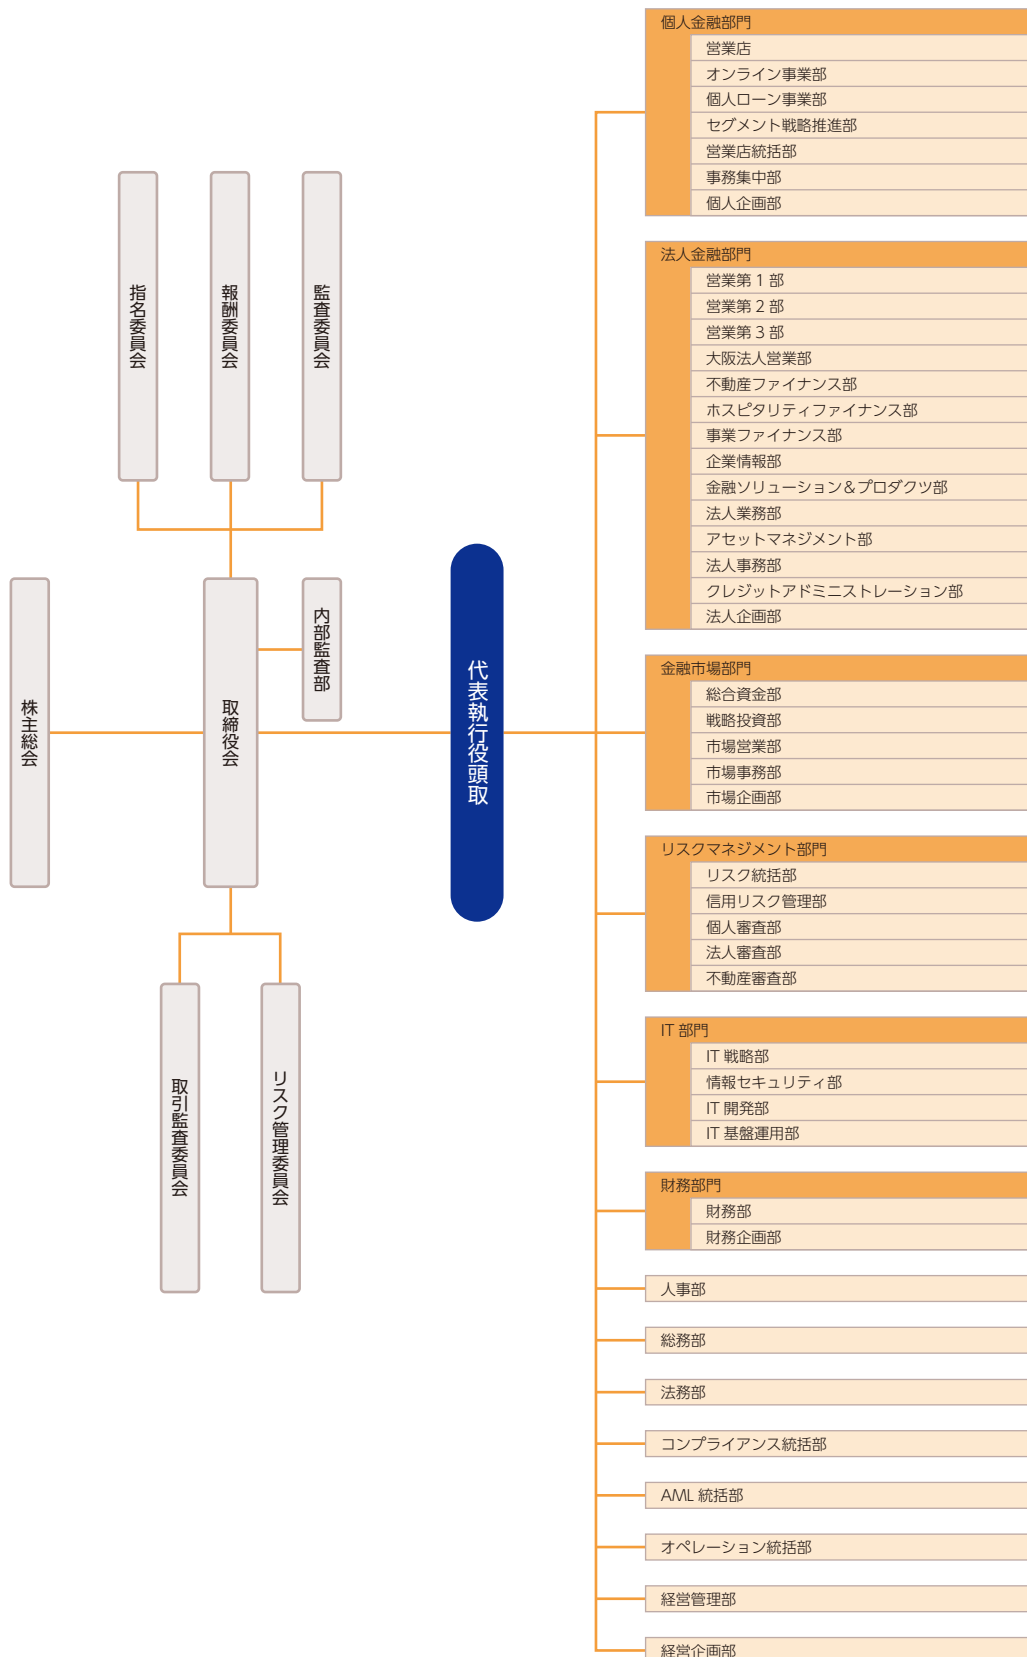 指名委員会
報酬委員会
監査委員会
株主総会
取締役会
内部監査部
取引監査委員会
リスク管理委員会
代表執行役頭取
個人金融部門
営業店
オンライン事業部
個人ローン事業部
セグメント戦略推進部
営業店統括部
事務集中部
個人企画部
法人金融部門
営業第 1 部
営業第 2 部
営業第 3 部
大阪法人営業部
不動産ファイナンス部
ホスピタリティファイナンス部
事業ファイナンス部
企業情報部
金融ソリューション＆プロダクツ部
法人業務部
アセットマネジメント部
法人事務部
クレジットアドミニストレーション部
法人企画部
金融市場部門
総合資金部
戦略投資部
市場営業部
市場事務部
市場企画部
リスクマネジメント部門
リスク統括部
信用リスク管理部
個人審査部
法人審査部
不動産審査部
IT 部門
IT 戦略部
情報セキュリティ部
IT 開発部
IT 基盤運用部
財務部門
財務部
財務企画部
人事部
総務部
法務部
コンプライアンス統括部
AML 統括部
オペレーション統括部
経営管理部
経営企画部